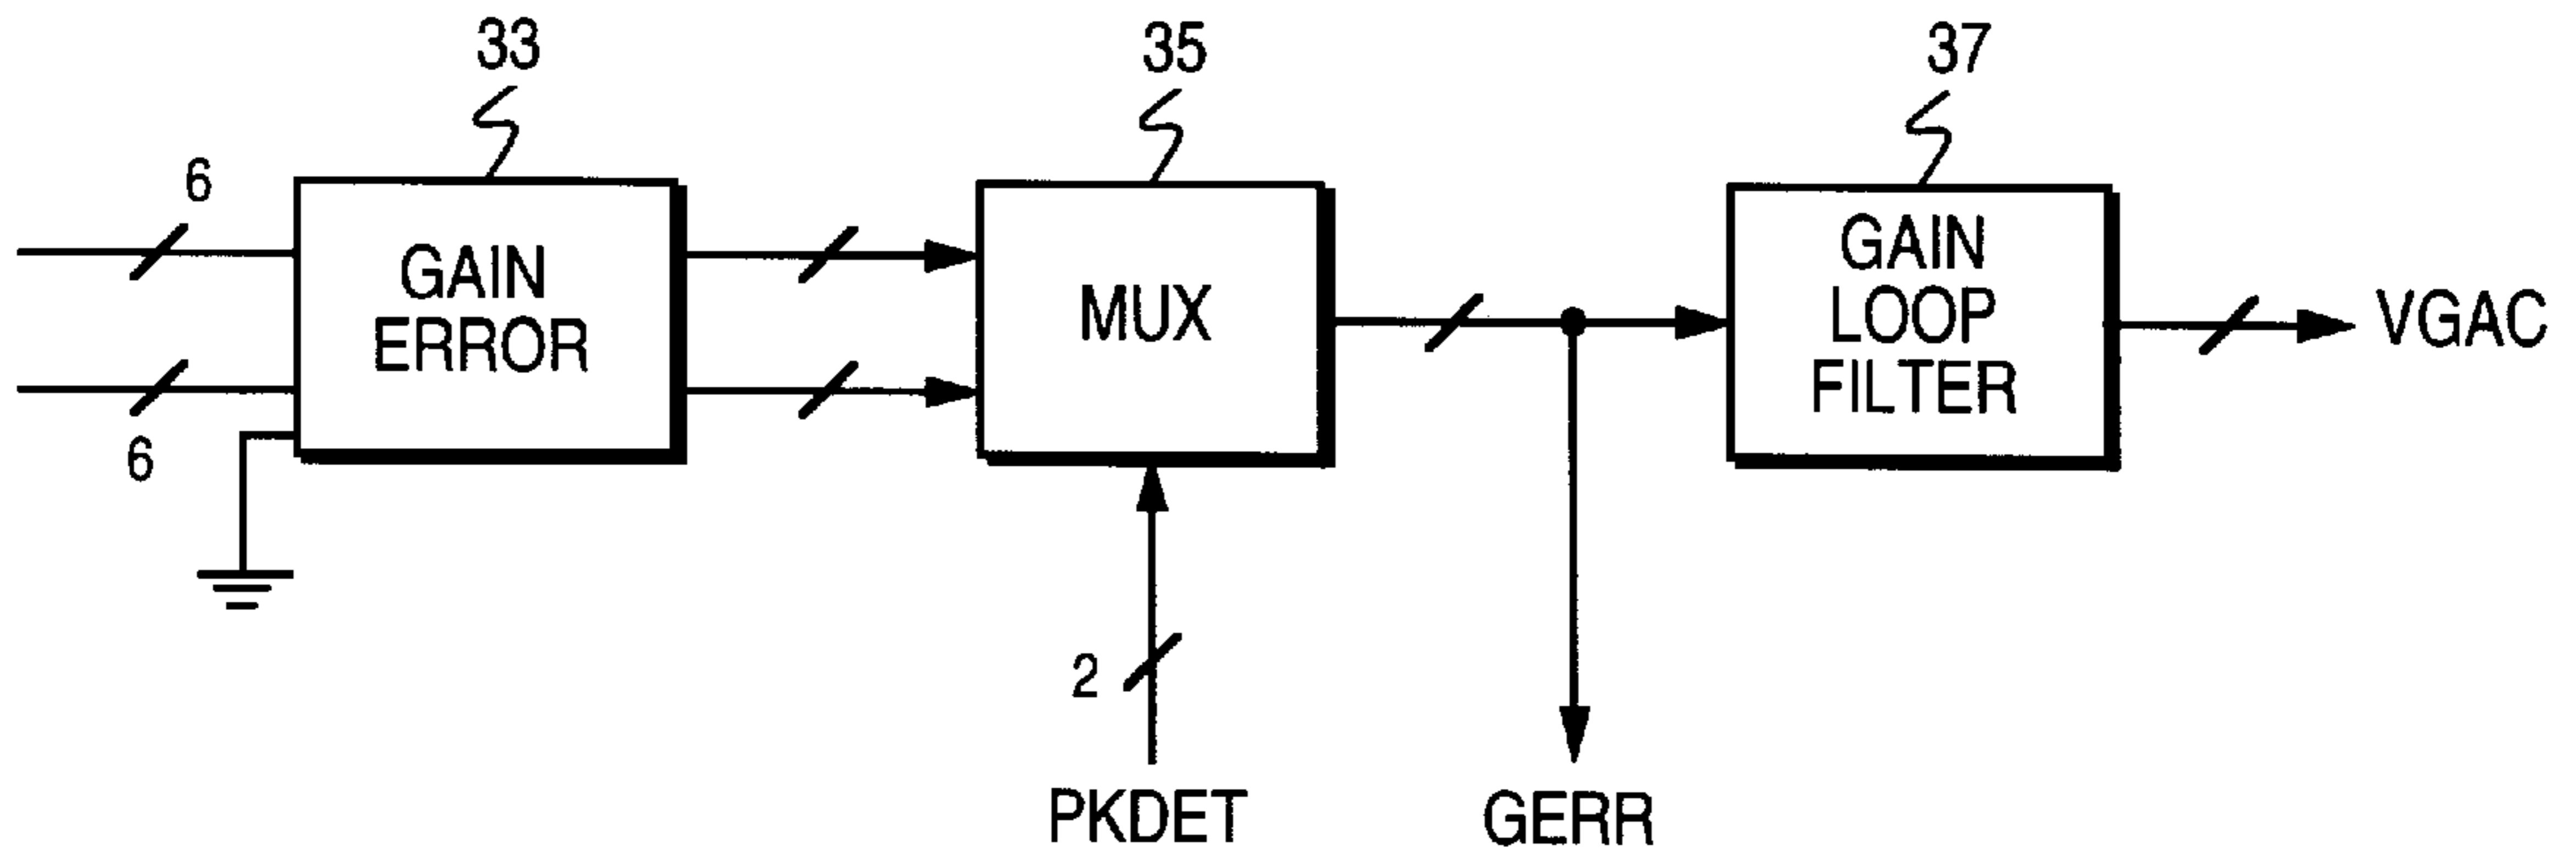 33
35
37
6
6
GAIN
ERROR
MUX
GAIN
LOOP
FILTER
VGAC
2
PKDET
GERR